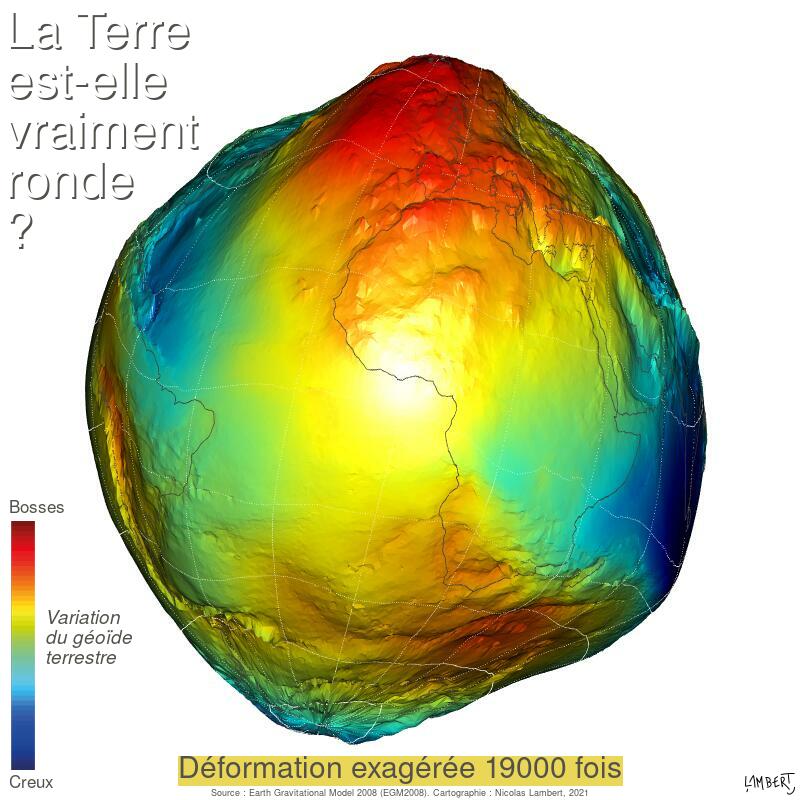 La Terre
est-elle
vraiment
ronde
?
Bosses
Variation
du géoïde
terrestre
Creux
Déformation exagérée 19000 fois
Source : Earth Gravitational Model 2008 (EGM2008). Cartographie : Nicolas Lambert, 2021
LAMBERT